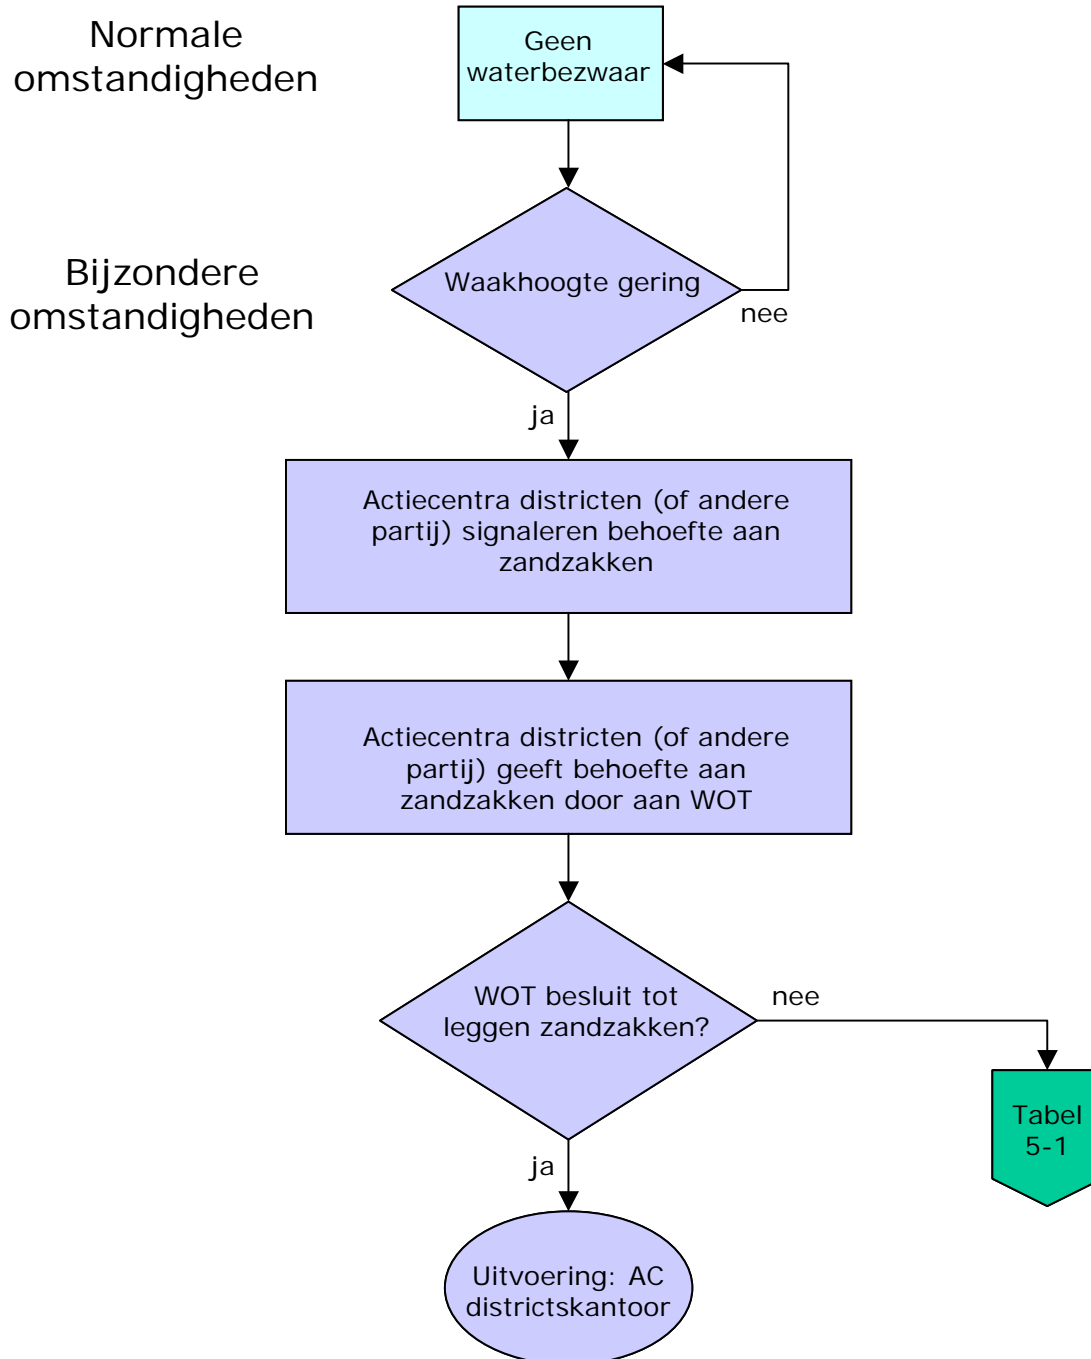 Normale
omstandigheden
Geen
waterbezwaar
Bijzondere
omstandigheden
Waakhoogte gering
nee
ja
Actiecentra districten (of andere
partij) signaleren behoefte aan
zandzakken
Actiecentra districten (of andere
partij) geeft behoefte aan
zandzakken door aan WOT
WOT besluit tot
leggen zandzakken?
nee
Tabel
5-1
ja
Uitvoering: AC
districtskantoor